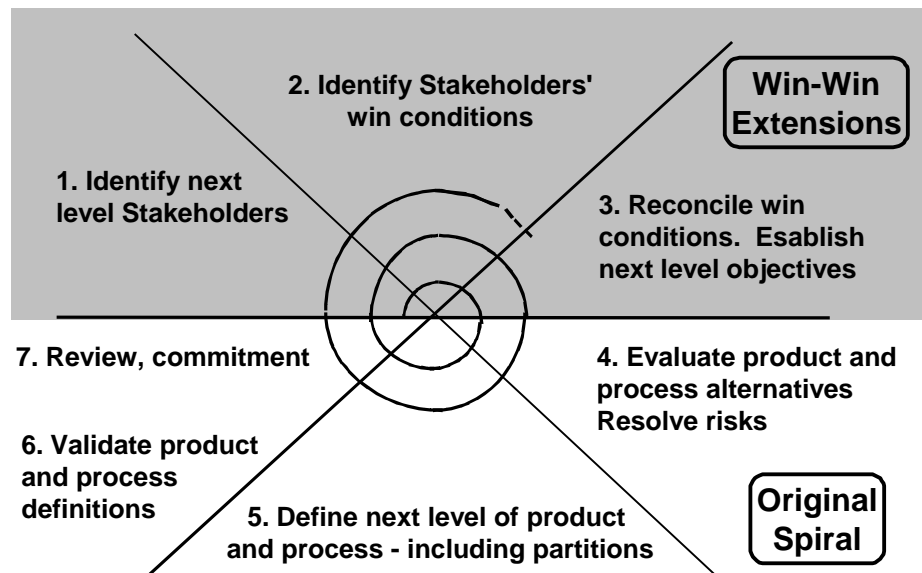 2. Identify Stakeholders'
win conditions
Win-Win
Extensions
1. Identify next
level Stakeholders
3. Reconcile win
conditions.  Esablish
next level objectives
7. Review, commitment
4. Evaluate product and
process alternatives
Resolve risks
6. Validate product
and process
definitions
5. Define next level of product
and process - including partitions
Original
Spiral